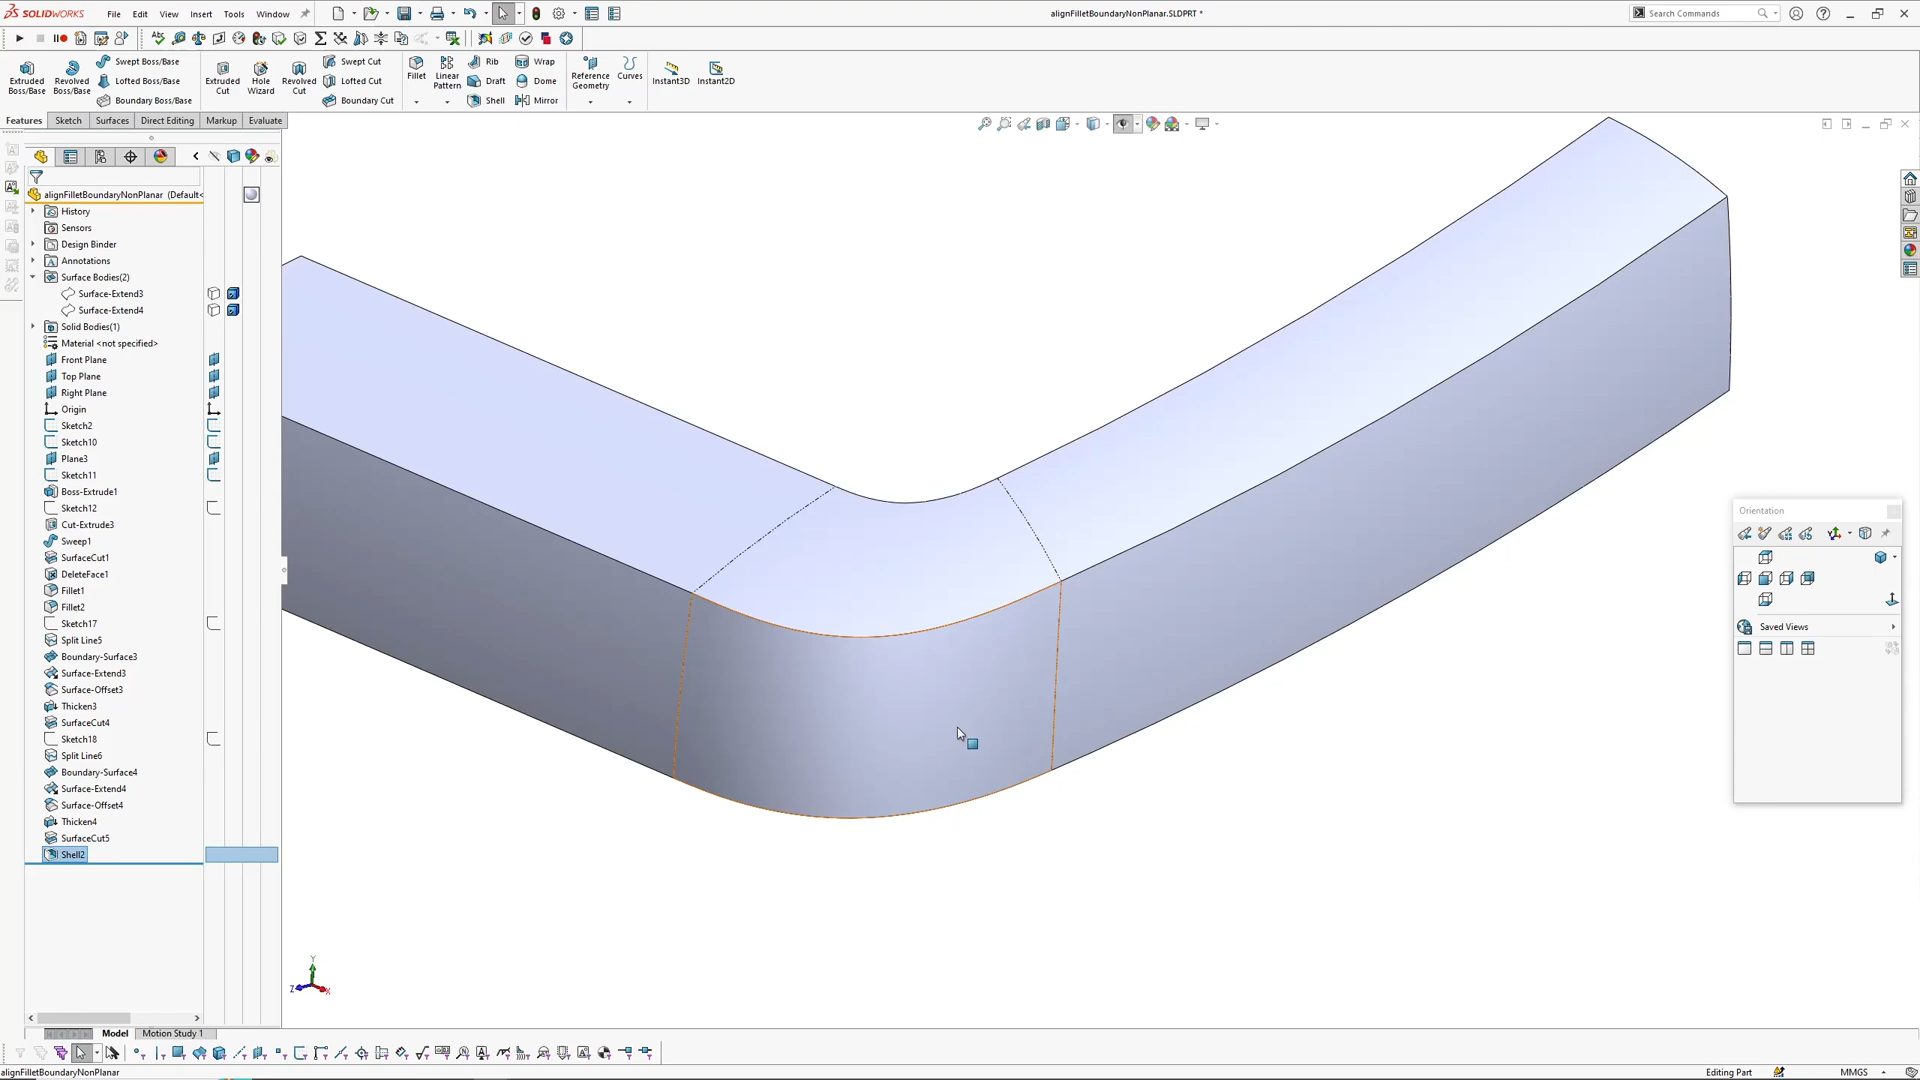 SOLIDWORKS File Edit View Insert Tools Window alignFilletBoundaryNonPlanar.SLDPRT * Search Commands
Extruded Boss/Base
Revolved Boss/Base
Swept Boss/Base
Lofted Boss/Base
Boundary Boss/Base
Extruded Cut
Hole Wizard
Revolved Cut
Swept Cut
Lofted Cut
Boundary Cut
Fillet
Linear Pattern
Rib
Draft
Shell
Wrap
Dome
Mirror
Reference Geometry
Curves
Instant3D
Instant2D
Features Sketch Surfaces Direct Editing Markup Evaluate
alignFilletBoundaryNonPlanar (Default<
History
Sensors
Design Binder
Annotations
Surface Bodies(2)
Surface-Extend3
Surface-Extend4
Solid Bodies(1)
Material <not specified>
Front Plane
Top Plane
Right Plane
Origin
Sketch2
Sketch10
Plane3
Sketch11
Boss-Extrude1
Sketch12
Cut-Extrude3
Sweep1
SurfaceCut1
DeleteFace1
Fillet1
Fillet2
Sketch17
Split Line5
Boundary-Surface3
Surface-Extend3
Surface-Offset3
Thicken3
SurfaceCut4
Sketch18
Split Line6
Boundary-Surface4
Surface-Extend4
Surface-Offset4
Thicken4
SurfaceCut5
Shell2
Orientation
Saved Views
Y
Z
X
Model Motion Study 1
alignFilletBoundaryNonPlanar Editing Part MMGS